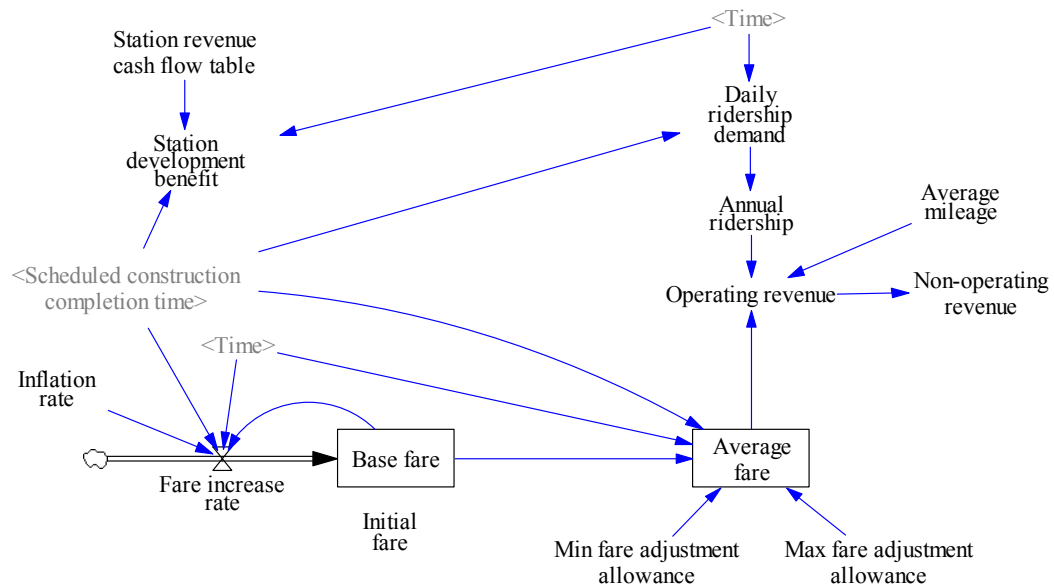 <Time>
Station revenue
cash flow table
Daily
ridership
demand
Station
development
benefit
Annual
ridership
Average
mileage
<Scheduled construction
completion time>
Operating revenue
Non-operating
revenue
<Time>
Inflation
rate
Base fare
Average
fare
Fare increase
rate
Initial
fare
Min fare adjustment
allowance
Max fare adjustment
allowance